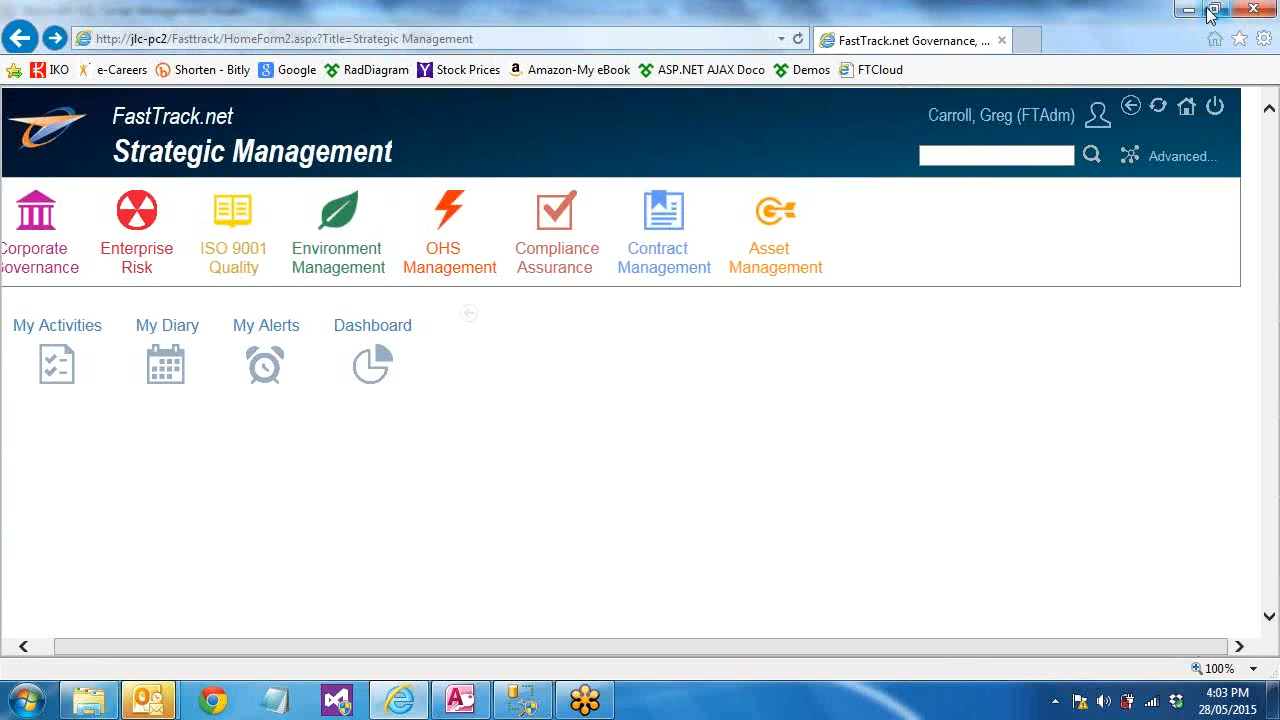 http://jlc-pc2/Fasttrack/HomeForm2.aspx?Title=Strategic Management
FastTrack.net Governance, ...
IKO
e-Careers
Shorten - Bitly
Google
RadDiagram
Stock Prices
Amazon-My eBook
ASP.NET AJAX Doco
Demos
FTCloud
FastTrack.net
Strategic Management
Carroll, Greg (FTAdm)
Advanced...
Corporate
Governance
Enterprise
Risk
ISO 9001
Quality
Environment
Management
OHS
Management
Compliance
Assurance
Contract
Management
Asset
Management
My Activities
My Diary
My Alerts
Dashboard
100%
4:03 PM
28/05/2015